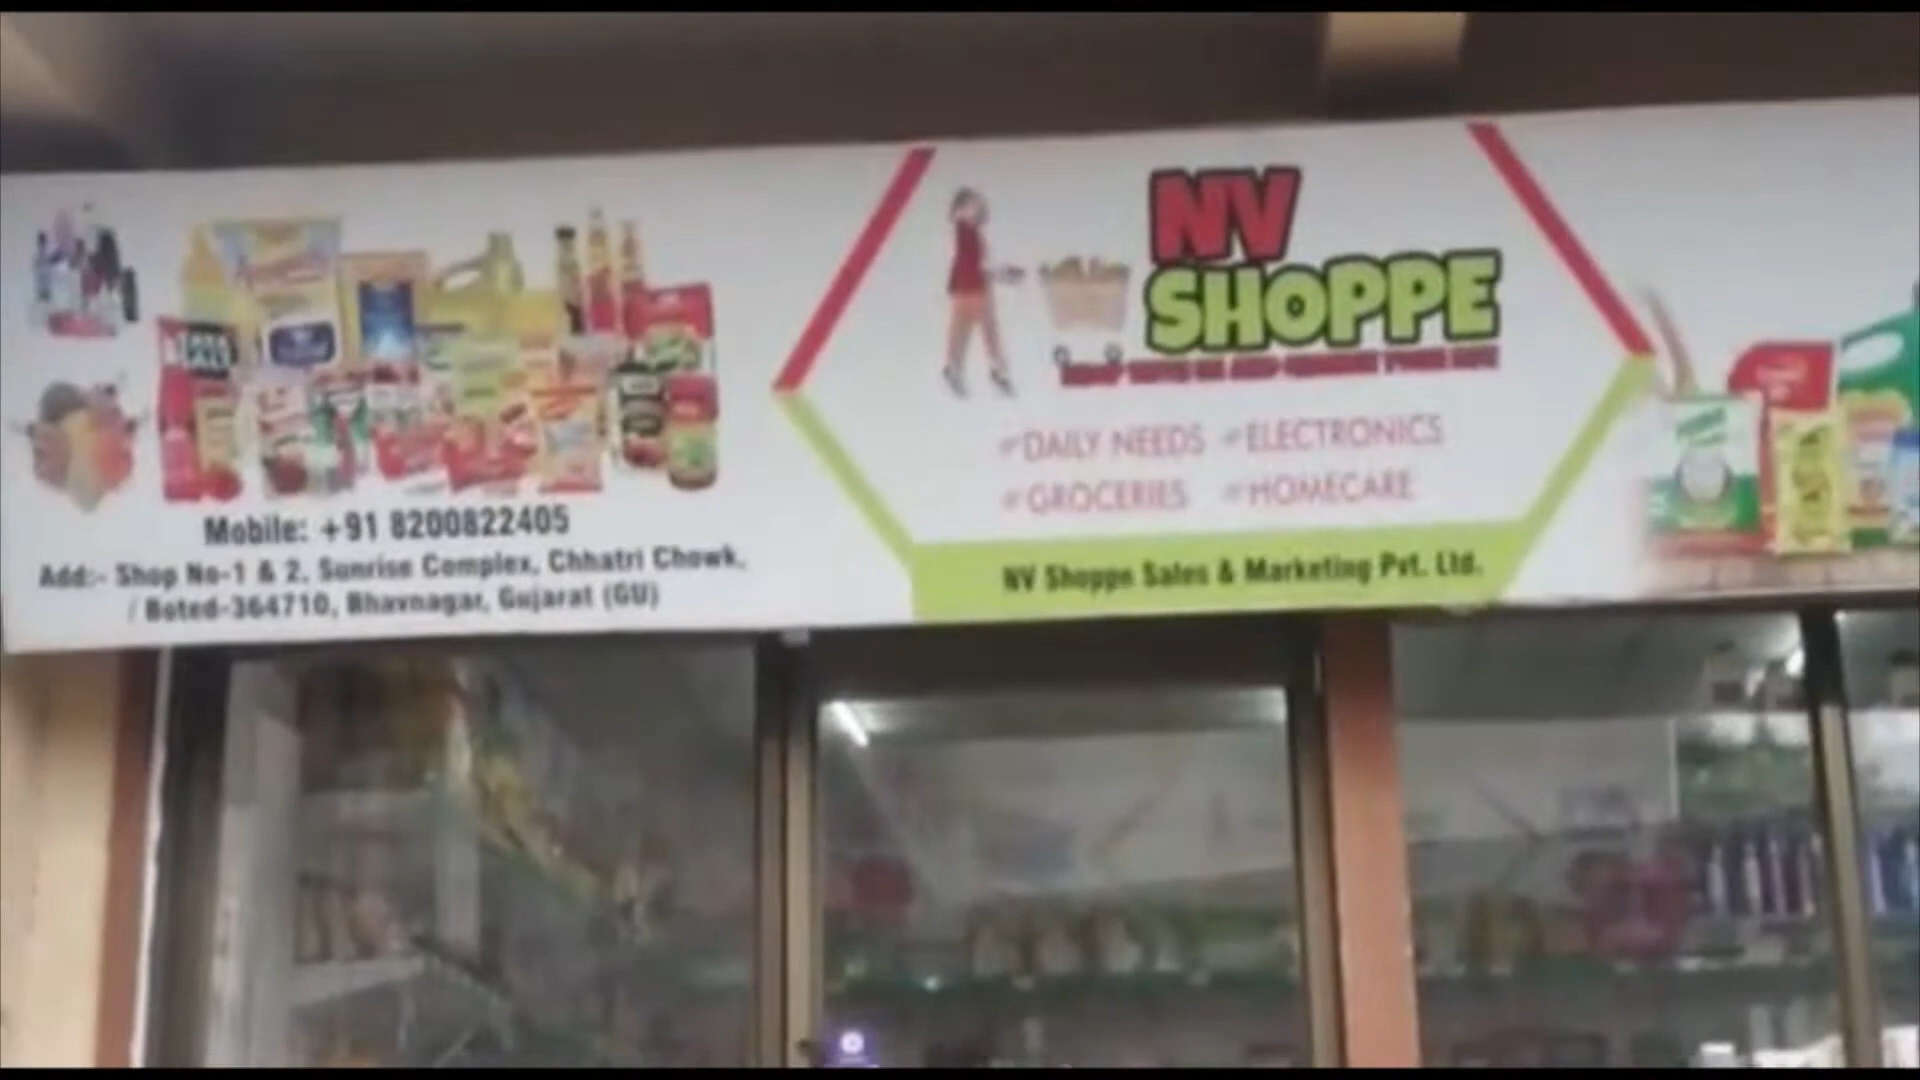 Mobile: +91 8200822405
Add:- Shop No-1 & 2, Sunrise Complex, Chhatri Chowk,
/ Boted-364710, Bhavnagar, Gujarat (GU)
NV
SHOPPE
DAILY NEEDS ELECTRONICS
GROCERIES HOMECARE
NV Shoppe Sales & Marketing Pvt. Ltd.